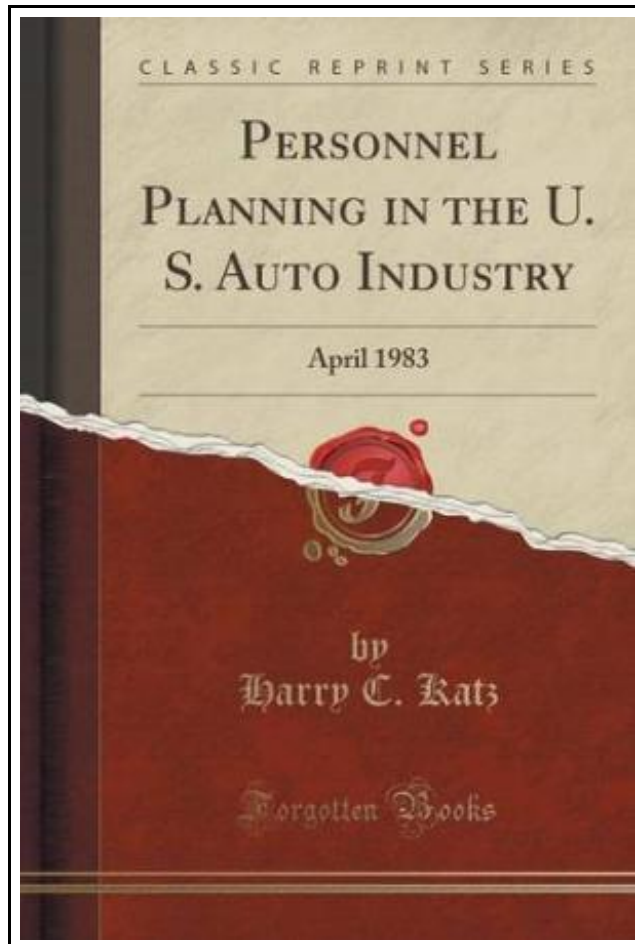 CLASSIC REPRINT SERIES
PERSONNEL
PLANNING IN THE U.
S. AUTO INDUSTRY
April 1983
F
by
Harry C. Katz
Forgotten Books